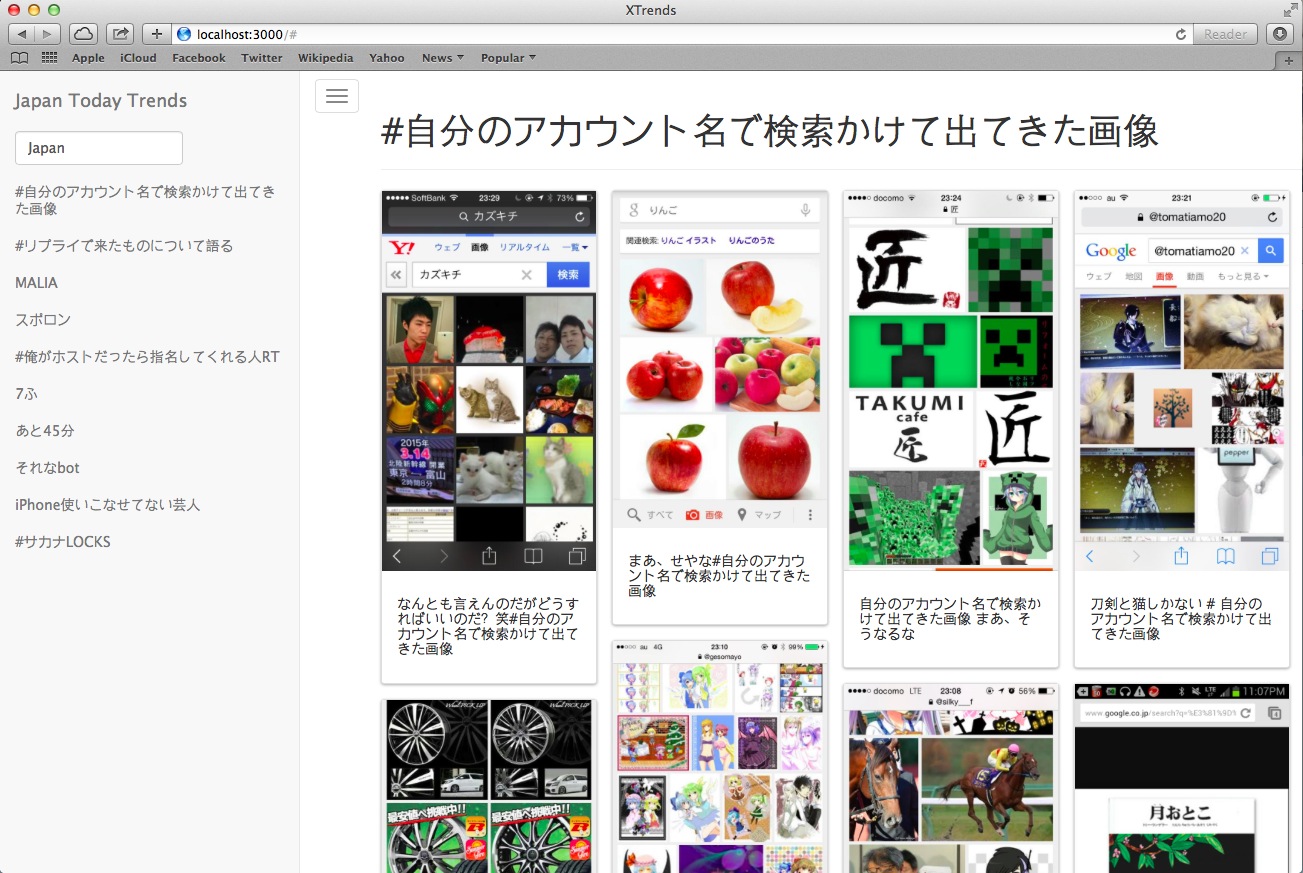 XTrends
localhost:3000/#
Reader
Apple
iCloud
Facebook
Twitter
Wikipedia
Yahoo
News
Popular
Japan Today Trends
Japan
#自分のアカウント名で検索かけて出てき
た画像
#リプライで来たものについて語る
MALIA
スポロン
#俺がホストだったら指名してくれる人RT
7ふ
あと45分
それなbot
iPhone使いこなせてない芸人
#サカナLOCKS
#自分のアカウント名で検索かけて出てきた画像
SoftBank 23:29 73%
カズキチ
Y!
ウェブ 画像 リアルタイム 一覧
カズキチ
検索
2015年
3.14
北陸新幹線 開業
東京 富山
2時間8分
なんとも言えんのだがどうす
ればいいのだ？笑#自分のア
カウント名で検索かけて出て
きた画像
りんご
関連検索: りんご イラスト りんごのうた
すべて 画像 マップ
まあ、せやな#自分のアカウ
ント名で検索かけて出てきた
画像
docomo 23:24
匠
匠
TAKUMI
cafe
匠
匠
自分のアカウント名で検索か
けて出てきた画像 まあ、そ
うなるな
au 23:21
@tomatiamo20
Google
@tomatiamo20
ウェブ 地図 画像 動画 もっと見る
pepper
刀剣と猫しかない # 自分の
アカウント名で検索かけて出
てきた画像
Wheel PICK UP
Wheel PICK UP
最安値へ挑戦中!!
最安値へ挑戦中!!
au 4G 23:10 99%
@gesomayo
docomo LTE 23:08 56%
@silky___f
LTE 11:07PM
www.google.co.jp/search?q=%E3%81%9D%
月おとこ